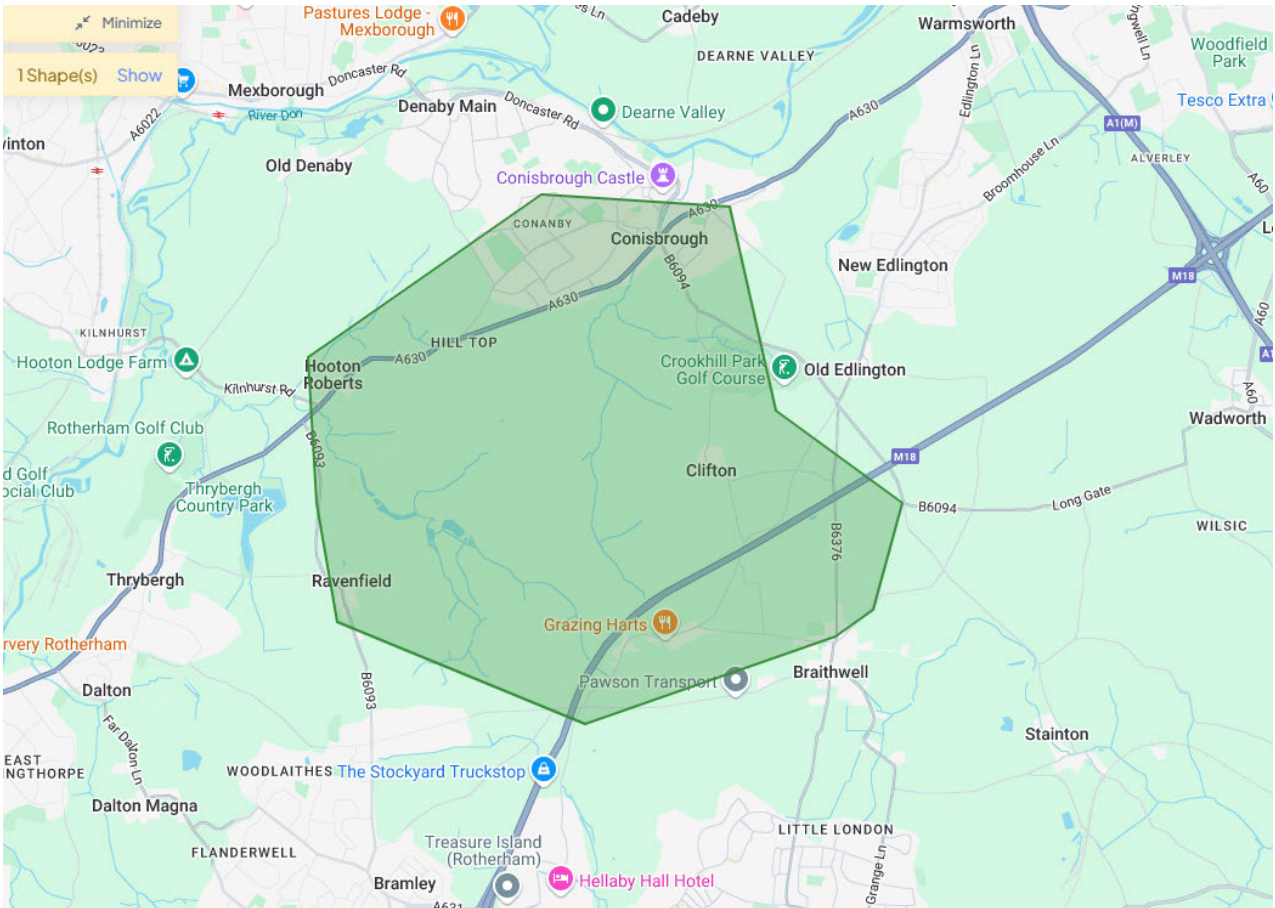 Minimize
1 Shape(s) Show
Pastures Lodge -
Mexborough
Cadeby
Warmsworth
DEARNE VALLEY
Woodfield
Park
Edlington Ln
Mexborough
Doncaster Rd
Denaby Main
Doncaster Rd
Dearne Valley
A630
Tesco Extra
A1(M)
River Don
A6022
Old Denaby
Broomhouse Ln
ALVERLEY
A60
Conisbrough Castle
A630
CONANBY
Conisbrough
B6094
New Edlington
M18
A630
A60
KILNHURST
HILL TOP
Hooton Lodge Farm
A630
Hooton
Roberts
Kilnhurst Rd
Crookhill Park
Golf Course
Old Edlington
A60
Wadworth
Rotherham Golf Club
B6093
Clifton
M18
Thrybergh
Country Park
B6094
Long Gate
WILSIC
B6376
Thrybergh
Ravenfield
Grazing Harts
Braithwell
Pawson Transport
B6093
Dalton
Far Dalton Ln
Stainton
WOODLAITHES
The Stockyard Truckstop
Dalton Magna
LITTLE LONDON
FLANDERWELL
Treasure Island
(Rotherham)
Bramley
Hellaby Hall Hotel
Grange Ln
A631